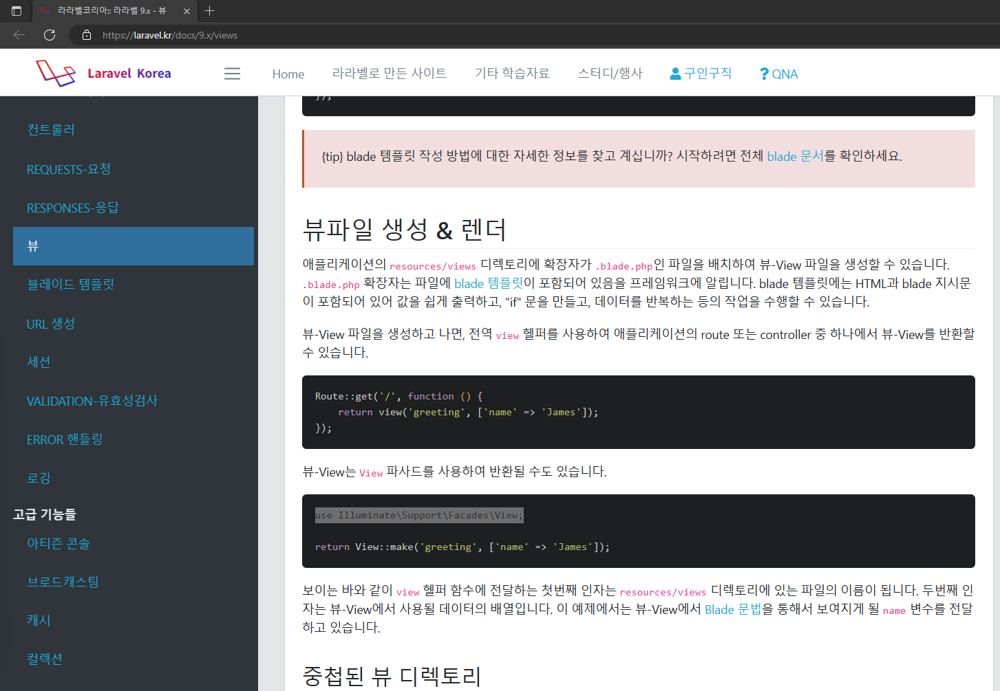 라라벨코리아:: 라라벨 9.x - 뷰
https://laravel.kr/docs/9.x/views
Laravel Korea
Home
라라벨로 만든 사이트
기타 학습자료
스터디/행사
구인구직
? QNA
컨트롤러
REQUESTS-요청
RESPONSES-응답
뷰
블레이드 템플릿
URL 생성
세션
VALIDATION-유효성검사
ERROR 핸들링
로깅
고급 기능들
아티즌 콘솔
브로드캐스팅
캐시
컬렉션
});
{tip} blade 템플릿 작성 방법에 대한 자세한 정보를 찾고 계십니까? 시작하려면 전체 blade 문서를 확인하세요.
뷰파일 생성 & 렌더
애플리케이션의 resources/views 디렉토리에 확장자가 .blade.php인 파일을 배치하여 뷰-View 파일을 생성할 수 있습니다.
.blade.php 확장자는 파일에 blade 템플릿이 포함되어 있음을 프레임워크에 알립니다. blade 템플릿에는 HTML과 blade 지시문
이 포함되어 있어 값을 쉽게 출력하고, "if" 문을 만들고, 데이터를 반복하는 등의 작업을 수행할 수 있습니다.
뷰-View 파일을 생성하고 나면, 전역 view 헬퍼를 사용하여 애플리케이션의 route 또는 controller 중 하나에서 뷰-View를 반환할
수 있습니다.
Route::get('/', function () {
return view('greeting', ['name' => 'James']);
});
뷰-View는 View 파사드를 사용하여 반환될 수도 있습니다.
use Illuminate\Support\Facades\View;
return View::make('greeting', ['name' => 'James']);
보이는 바와 같이 view 헬퍼 함수에 전달하는 첫번째 인자는 resources/views 디렉토리에 있는 파일의 이름이 됩니다. 두번째 인
자는 뷰-View에서 사용될 데이터의 배열입니다. 이 예제에서는 뷰-View에서 Blade 문법을 통해서 보여지게 될 name 변수를 전달
하고 있습니다.
중첩된 뷰 디렉토리